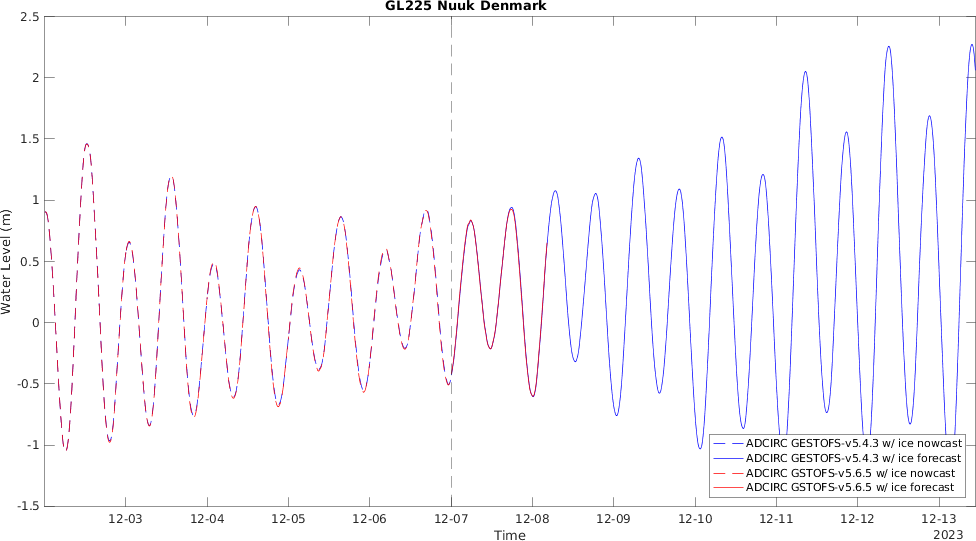 GL225 Nuuk Denmark
2.5
2
1.5
1
0.5
0
-0.5
-1
-1.5
Water Level (m)
12-03 12-04 12-05 12-06 12-07 12-08 12-09 12-10 12-11 12-12 12-13
Time
2023
ADCIRC GESTOFS-v5.4.3 w/ ice nowcast
ADCIRC GESTOFS-v5.4.3 w/ ice forecast
ADCIRC GSTOFS-v5.6.5 w/ ice nowcast
ADCIRC GSTOFS-v5.6.5 w/ ice forecast